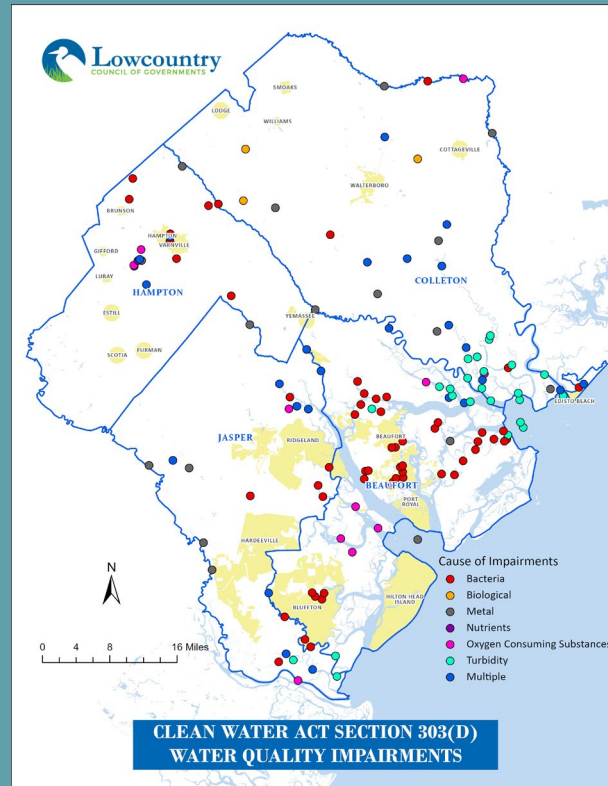 Lowcountry
COUNCIL OF GOVERNMENTS
SMOAKS
LODGE
WILLIAMS
COTTAGEVILLE
WALTERBORO
BRUNSON
HAMPTON
VARNVILLE
GIFFORD
LURAY
HAMPTON
COLLETON
ESTILL
YEMASSEE
SCOTIA
FURMAN
EDISTO BEACH
JASPER
RIDGELAND
BEAUFORT
BEAUFORT
PORT
ROYAL
HARDEEVILLE
HILTON HEAD
ISLAND
BLUFFTON
N
0 4 8 16 Miles
Cause of Impairments
Bacteria
Biological
Metal
Nutrients
Oxygen Consuming Substances
Turbidity
Multiple
CLEAN WATER ACT SECTION 303(D)
WATER QUALITY IMPAIRMENTS